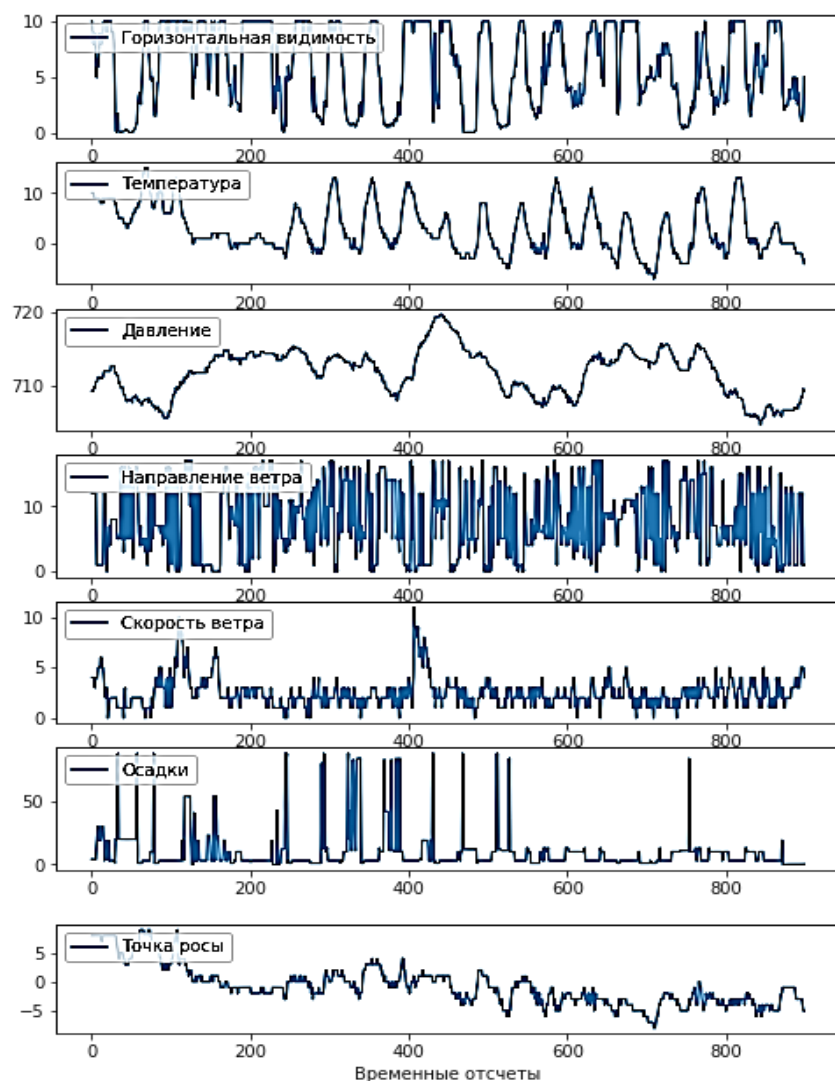 10
5
0
Горизонтальная видимость
0 200 400 600 800
10
0
Температура
0 200 400 600 800
720
710
Давление
0 200 400 600 800
10
0
Направление ветра
0 200 400 600 800
10
5
0
Скорость ветра
0 200 400 600 800
50
0
Осадки
0 200 400 600 800
5
0
−5
Точка росы
0 200 400 600 800
Временные отсчеты